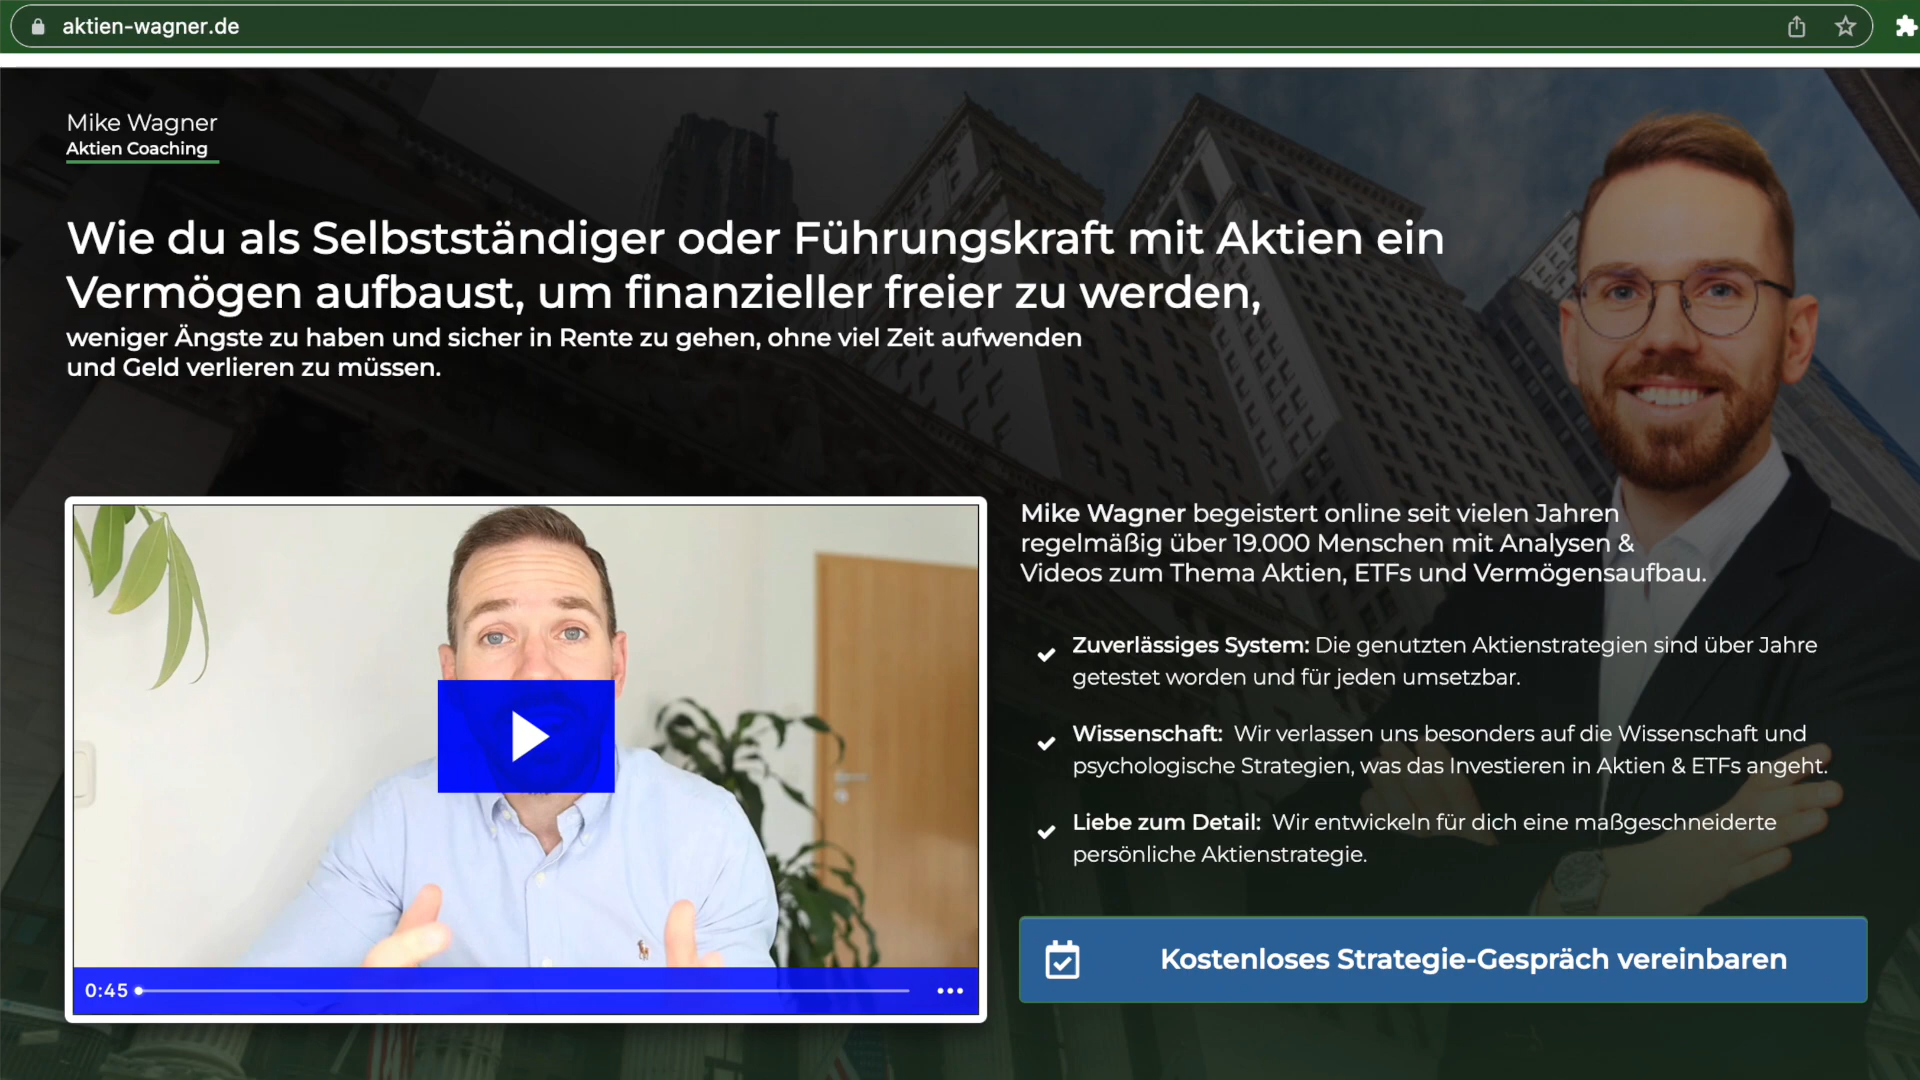 aktien-wagner.de
Mike Wagner
Aktien Coaching
Wie du als Selbstständiger oder Führungskraft mit Aktien ein
Vermögen aufbaust, um finanzieller freier zu werden,
weniger Ängste zu haben und sicher in Rente zu gehen, ohne viel Zeit aufwenden
und Geld verlieren zu müssen.
Mike Wagner begeistert online seit vielen Jahren
regelmäßig über 19.000 Menschen mit Analysen &
Videos zum Thema Aktien, ETFs und Vermögensaufbau.
Zuverlässiges System: Die genutzten Aktienstrategien sind über Jahre
getestet worden und für jeden umsetzbar.
Wissenschaft: Wir verlassen uns besonders auf die Wissenschaft und
psychologische Strategien, was das Investieren in Aktien & ETFs angeht.
Liebe zum Detail: Wir entwickeln für dich eine maßgeschneiderte
persönliche Aktienstrategie.
Kostenloses Strategie-Gespräch vereinbaren
0:45